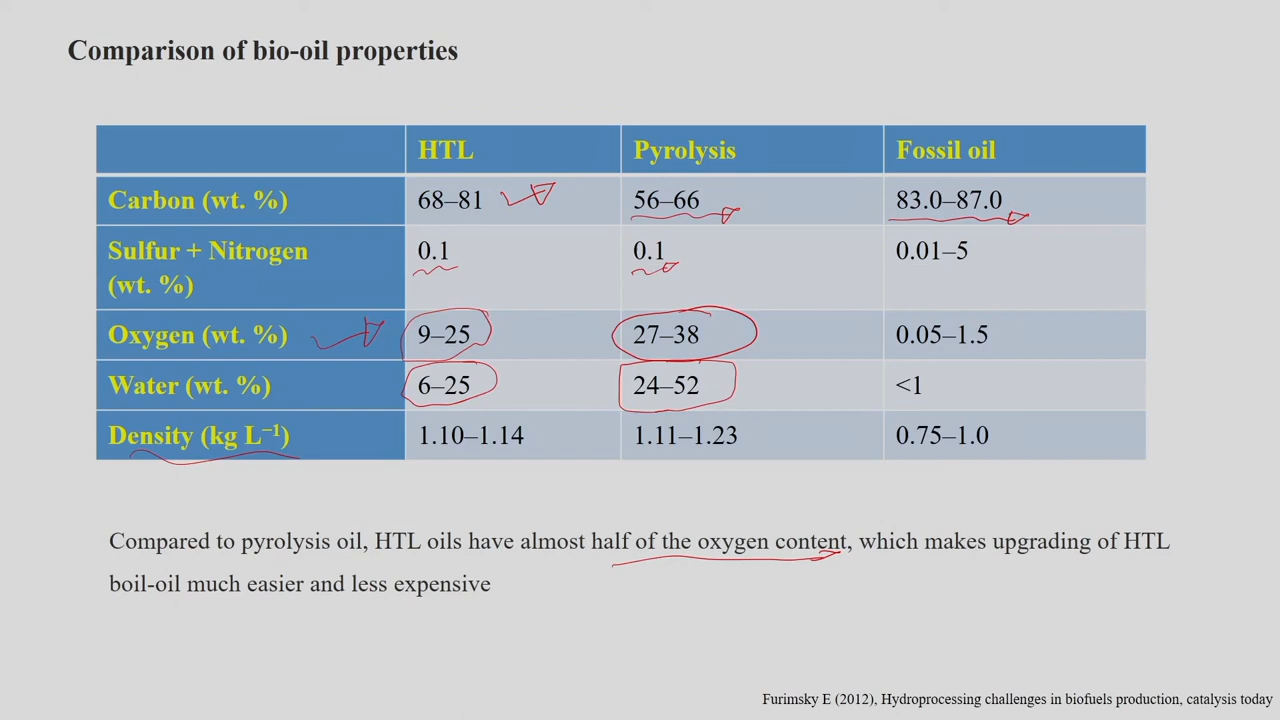 Comparison of bio-oil properties
HTL Pyrolysis Fossil oil
Carbon (wt. %) 68–81 56–66 83.0–87.0
Sulfur + Nitrogen (wt. %) 0.1 0.1 0.01–5
Oxygen (wt. %) 9–25 27–38 0.05–1.5
Water (wt. %) 6–25 24–52 <1
Density (kg L⁻¹) 1.10–1.14 1.11–1.23 0.75–1.0
Compared to pyrolysis oil, HTL oils have almost half of the oxygen content, which makes upgrading of HTL
boil-oil much easier and less expensive
Furimsky E (2012), Hydroprocessing challenges in biofuels production, catalysis today